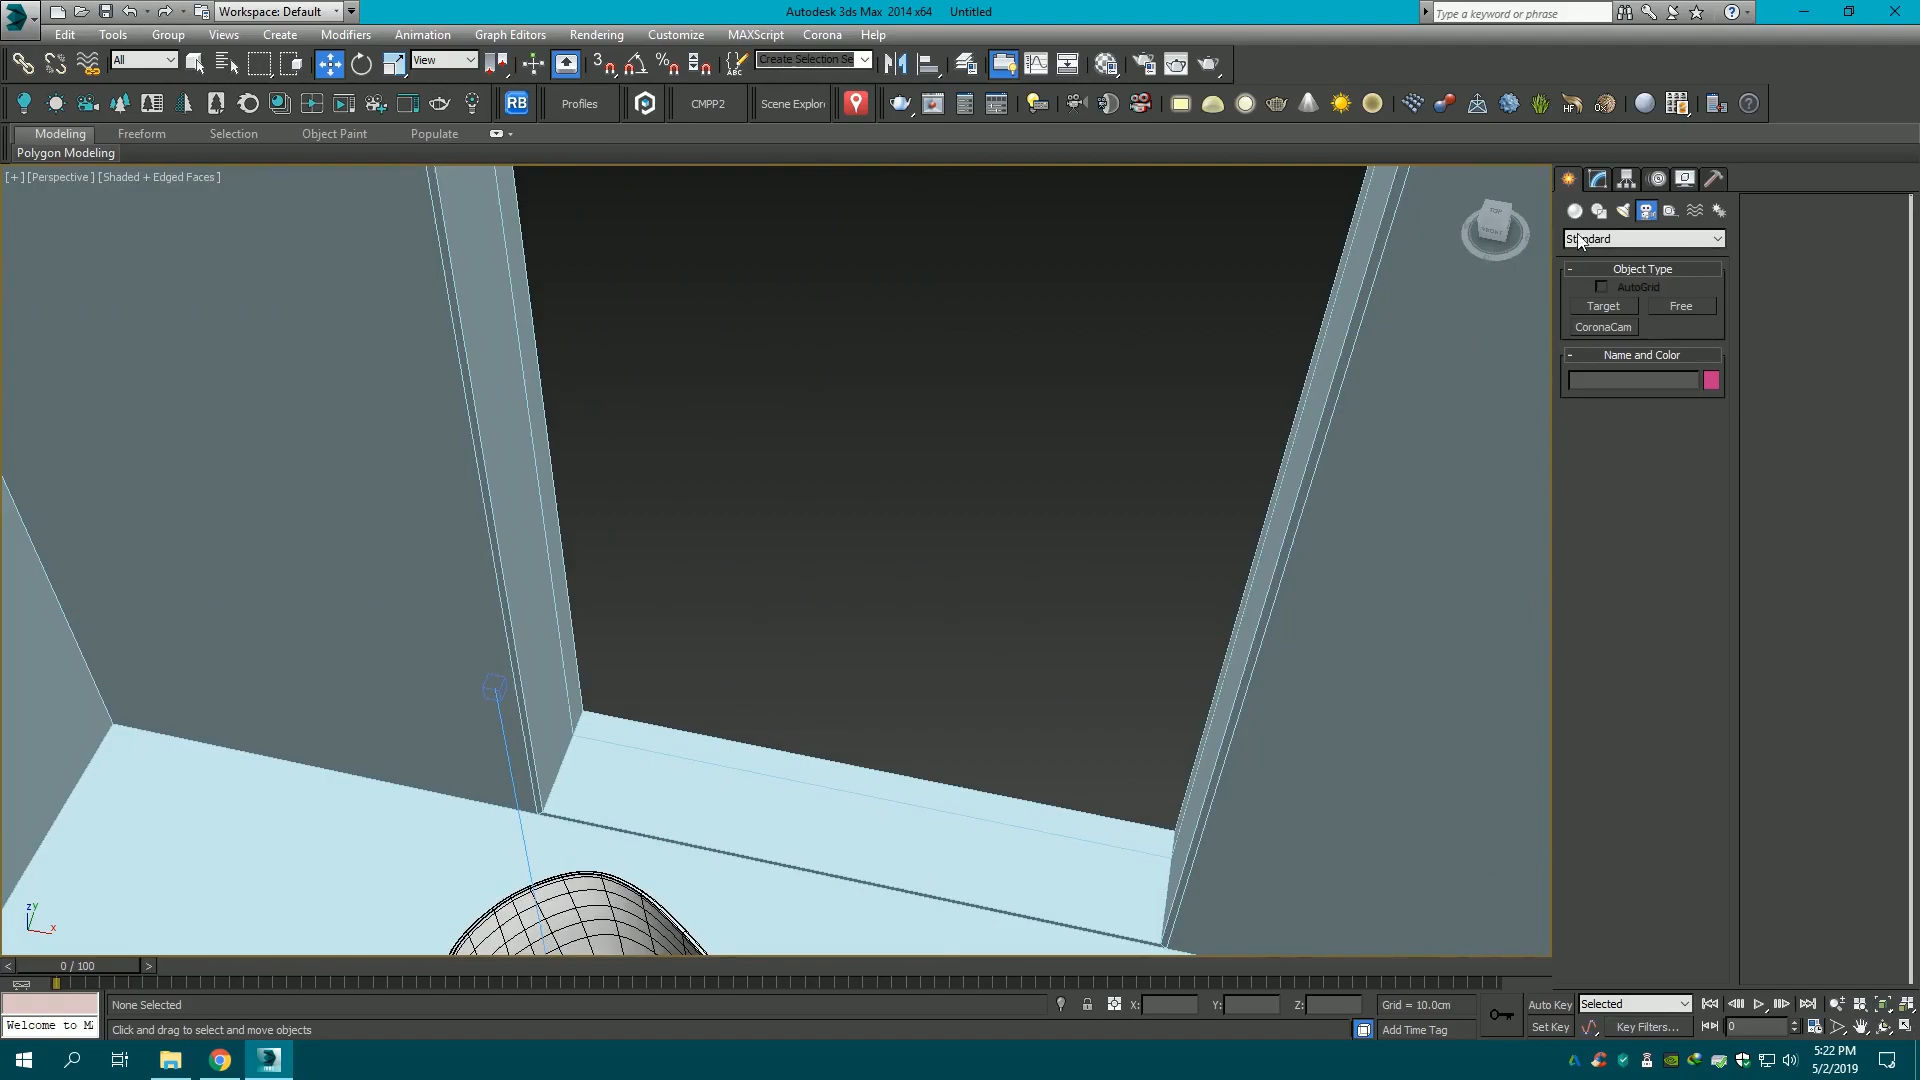 Workspace: Default
Autodesk 3ds Max 2014 x64 Untitled
Type a keyword or phrase
Edit Tools Group Views Create Modifiers Animation Graph Editors Rendering Customize MAXScript Corona Help
All View Create Selection Se
RB Profiles CMPP2 Scene Explor
Modeling Freeform Selection Object Paint Populate
Polygon Modeling
[+] [Perspective ] [Shaded + Edged Faces ]
Object Type
AutoGrid
Target Free
CoronaCam
Name and Color
TOP
0 / 100
None Selected X: Y: Z: Grid = 10.0cm Auto Key Selected
Welcome to M
Click and drag to select and move objects Add Time Tag Set Key Key Filters... 0
5:22 PM
5/2/2019